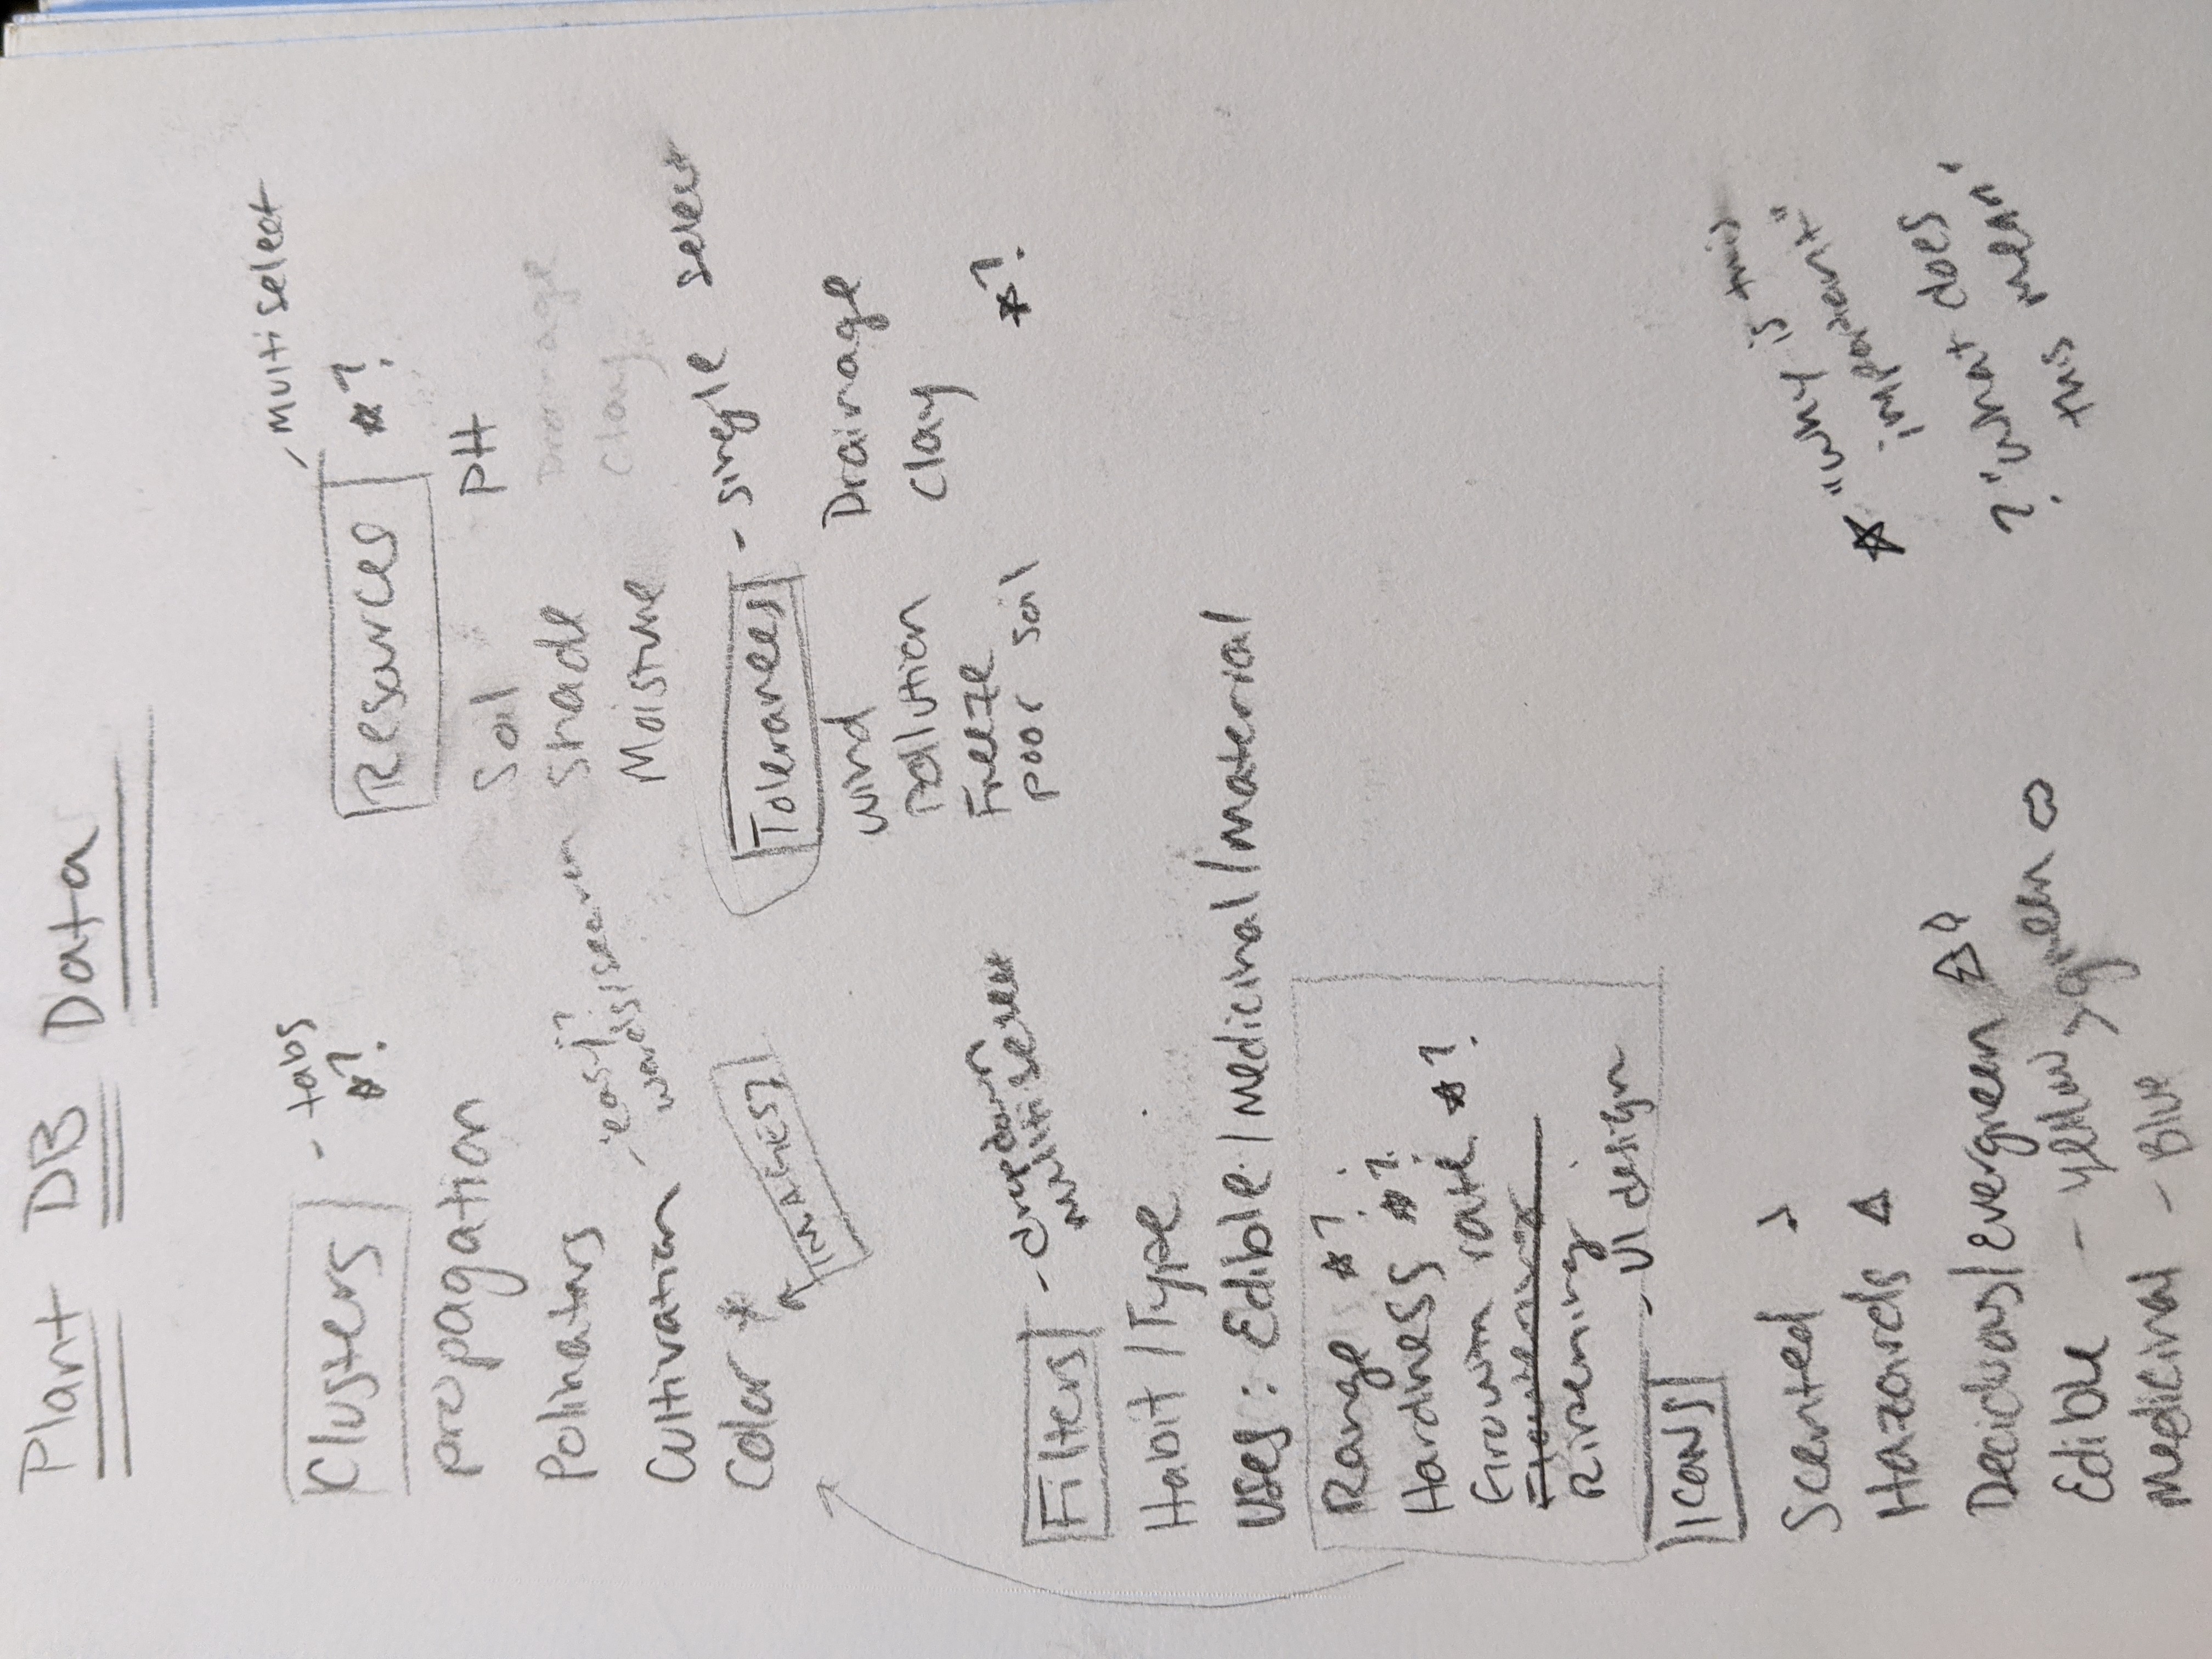 Plant DB Data
Clusters - tabs
☆?
propagation
Polinators
Cultivation - "easy"?
words/search
Color *
↑ IMAGES?
Resources - Multiselect
☆?
Soil PH
Shade Drainage
Moisture Clay
Tolerances - single select
Wind Drainage
Pollution Clay
Freeze
poor soil ☆?
Filters - dropdown
multiselect
Habit / Type
Uses: Edible / Medicinal / Material
Range ☆?
Hardness ☆?
Growth rate ☆?
Flowering
Ripening
Icons - UI design
Scented
Hazards △
Deciduous/Evergreen
Edible - yellow > green
Medicinal - Blue
☆ "Why is this
important"
? "what does
this mean"